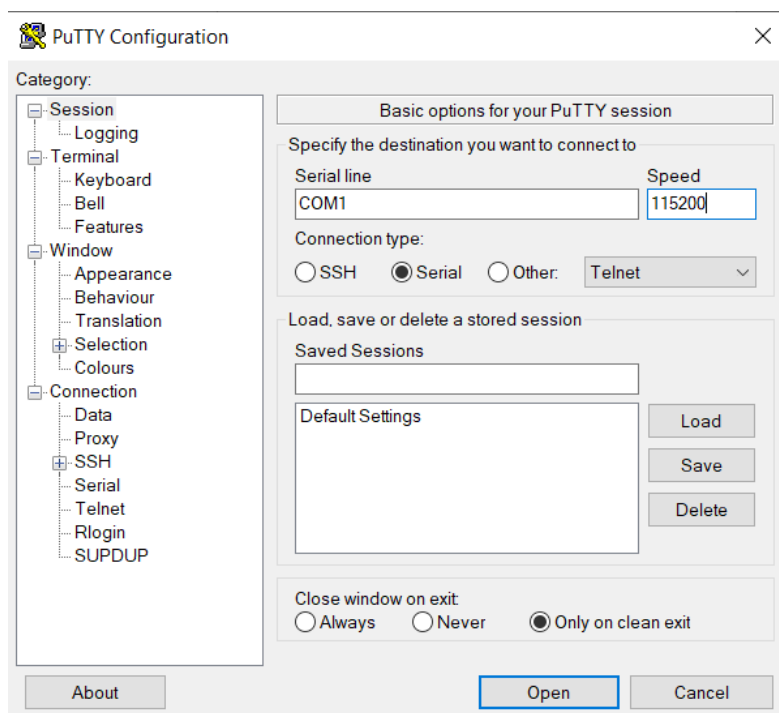 PuTTY Configuration
Category:
Session
Logging
Terminal
Keyboard
Bell
Features
Window
Appearance
Behaviour
Translation
Selection
Colours
Connection
Data
Proxy
SSH
Serial
Telnet
Rlogin
SUPDUP
Basic options for your PuTTY session
Specify the destination you want to connect to
Serial line Speed
COM1 115200
Connection type:
SSH Serial Other: Telnet
Load, save or delete a stored session
Saved Sessions
Default Settings
Load
Save
Delete
Close window on exit:
Always Never Only on clean exit
About Open Cancel